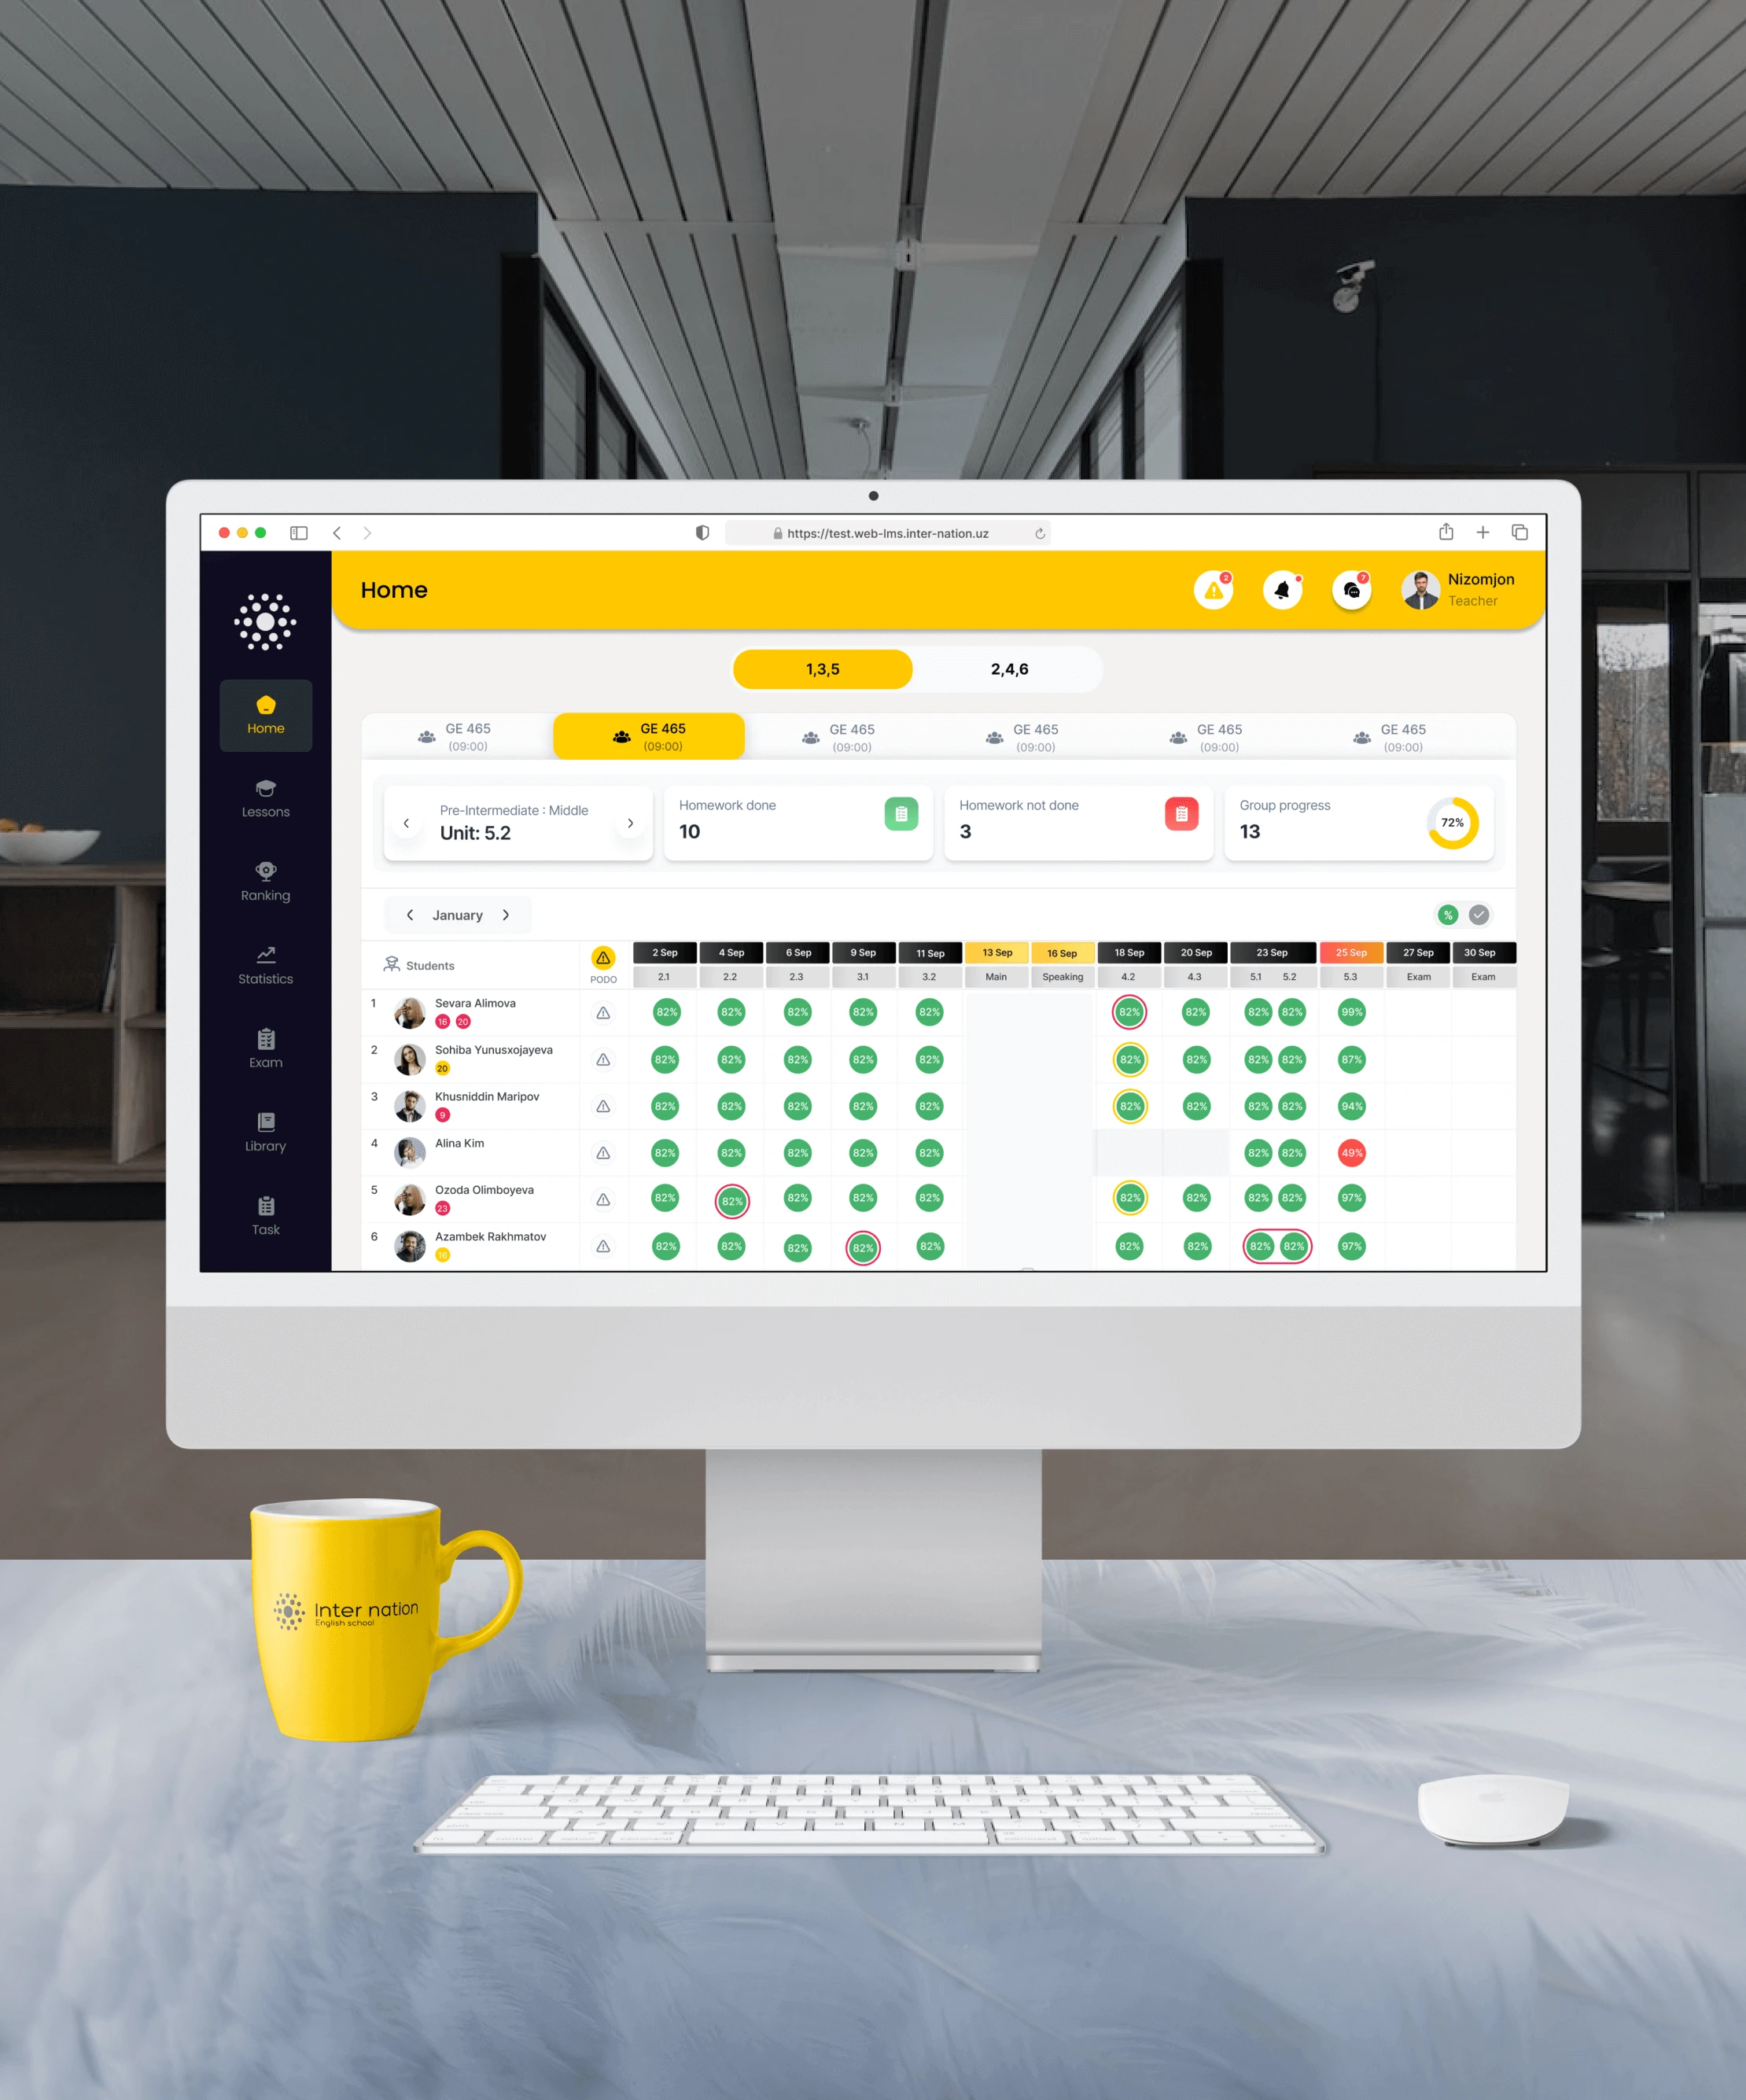 https://test.web-lms.inter-nation.uz
Home
2
7
Nizomjon
Teacher
1,3,5
2,4,6
Home
Lessons
Ranking
Statistics
Exam
Library
Task
GE 465 GE 465 GE 465 GE 465 GE 465 GE 465
(09:00) (09:00) (09:00) (09:00) (09:00) (09:00)
Pre-Intermediate : Middle
Unit: 5.2
Homework done
10
Homework not done
3
Group progress
13
72%
January
%
Students
PODO
2 Sep 4 Sep 6 Sep 9 Sep 11 Sep 13 Sep 16 Sep 18 Sep 20 Sep 23 Sep 25 Sep 27 Sep 30 Sep
2.1 2.2 2.3 3.1 3.2 Main Speaking 4.2 4.3 5.1 5.2 5.3 Exam Exam
1 Sevara Alimova
16 20
82% 82% 82% 82% 82% 82% 82% 82% 82% 99%
2 Sohiba Yunusxojayeva
20
82% 82% 82% 82% 82% 82% 82% 82% 82% 87%
3 Khusniddin Maripov
9
82% 82% 82% 82% 82% 82% 82% 82% 82% 94%
4 Alina Kim
82% 82% 82% 82% 82% 82% 82% 49%
5 Ozoda Olimboyeva
23
82% 82% 82% 82% 82% 82% 82% 82% 82% 97%
6 Azambek Rakhmatov
16
82% 82% 82% 82% 82% 82% 82% 82% 82% 97%
Inter nation
English school